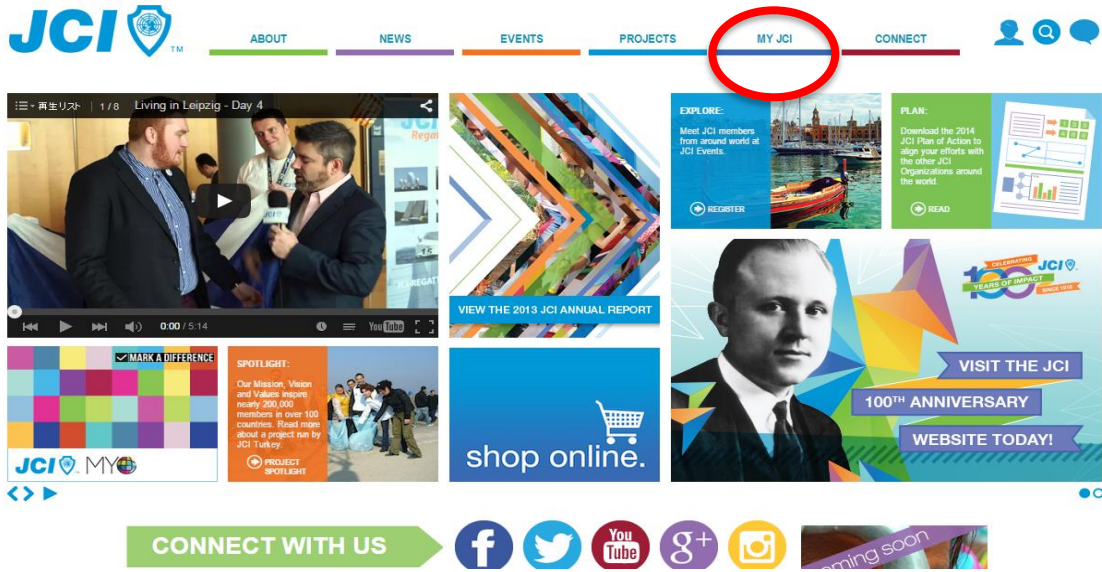 JCI TM
ABOUT
NEWS
EVENTS
PROJECTS
MY JCI
CONNECT
再生リスト 1/8 Living in Leipzig - Day 4
JCI
0:00 / 5:14
YouTube
VIEW THE 2013 JCI ANNUAL REPORT
EXPLORE:
Meet JCI members
from around world at
JCI Events.
REGISTER
PLAN:
Download the 2014
JCI Plan of Action to
align your efforts with
the other JCI
Organizations around
the world.
READ
MARK A DIFFERENCE
JCI MY
SPOTLIGHT:
Our Mission, Vision
and Values inspire
nearly 200,000
members in over 100
countries. Read more
about a project run by
JCI Turkey.
PROJECT
SPOTLIGHT
shop online.
CELEBRATING
100
YEARS OF IMPACT
SINCE 1915
JCI
VISIT THE JCI
100TH ANNIVERSARY
WEBSITE TODAY!
CONNECT WITH US
f
You
Tube
g+
coming soon